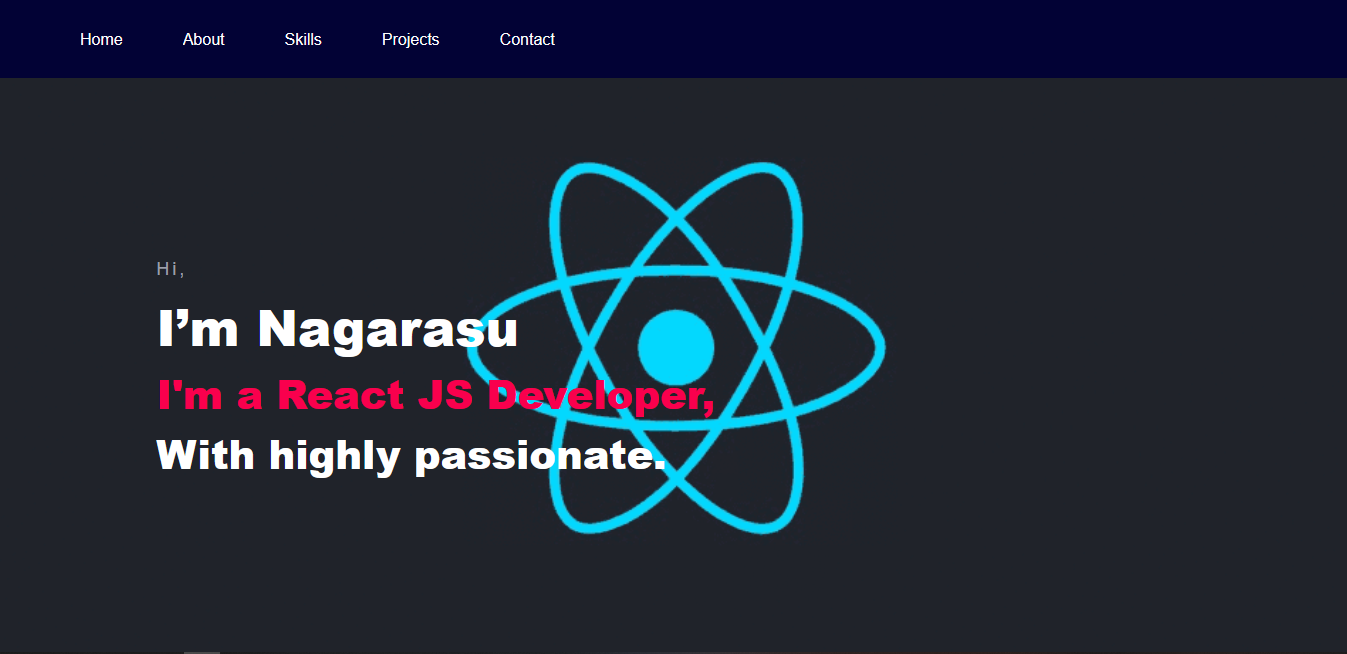 Home About Skills Projects Contact
Hi,
I’m Nagarasu
I'm a React JS Developer,
With highly passionate.